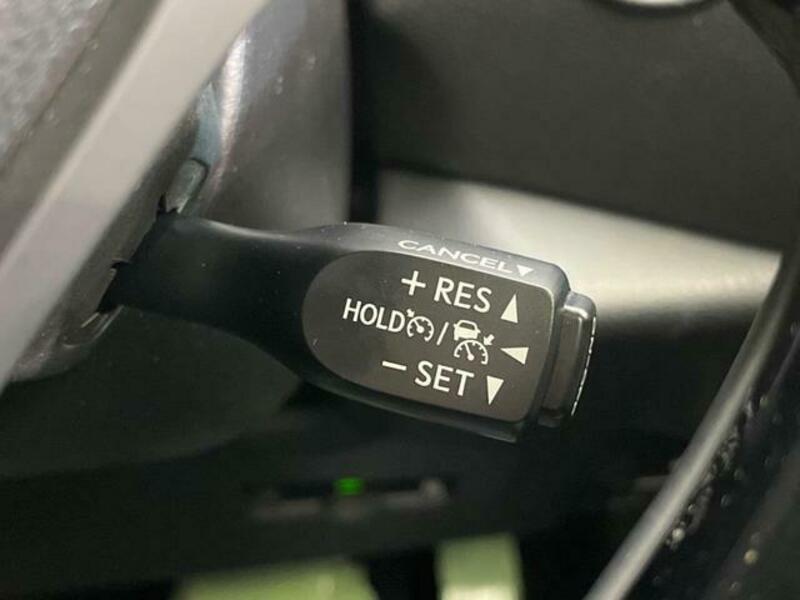 CANCEL▼
+ RES ▲
HOLD / ◀
− SET ▼